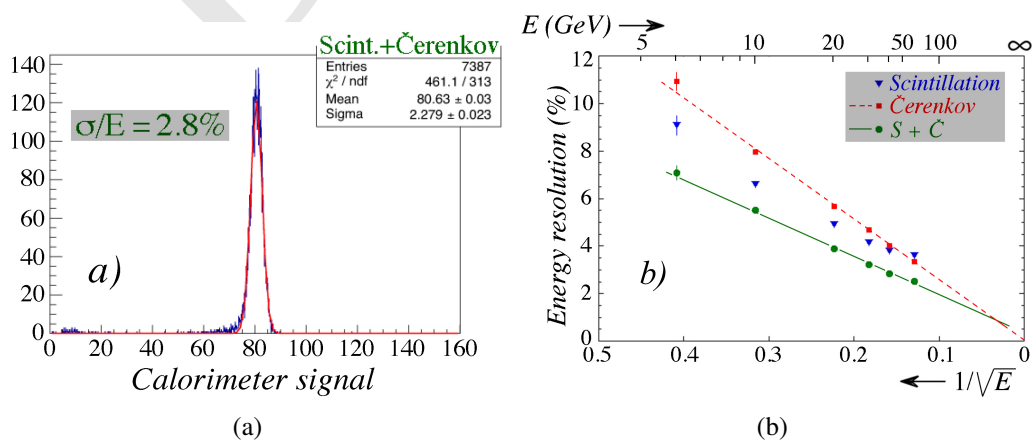 Scint.+Čerenkov
Entries 7387
χ² / ndf 461.1 / 313
Mean 80.63 ± 0.03
Sigma 2.279 ± 0.023
σ/E = 2.8%
140
120
100
80
60
40
20
0
a)
0 20 40 60 80 100 120 140 160
Calorimeter signal
(a)
E (GeV)
5 10 20 50 100 ∞
Scintillation
Čerenkov
S + Č
Energy resolution (%)
12
10
8
6
4
2
0
b)
0.5 0.4 0.3 0.2 0.1 0
1/√E
(b)